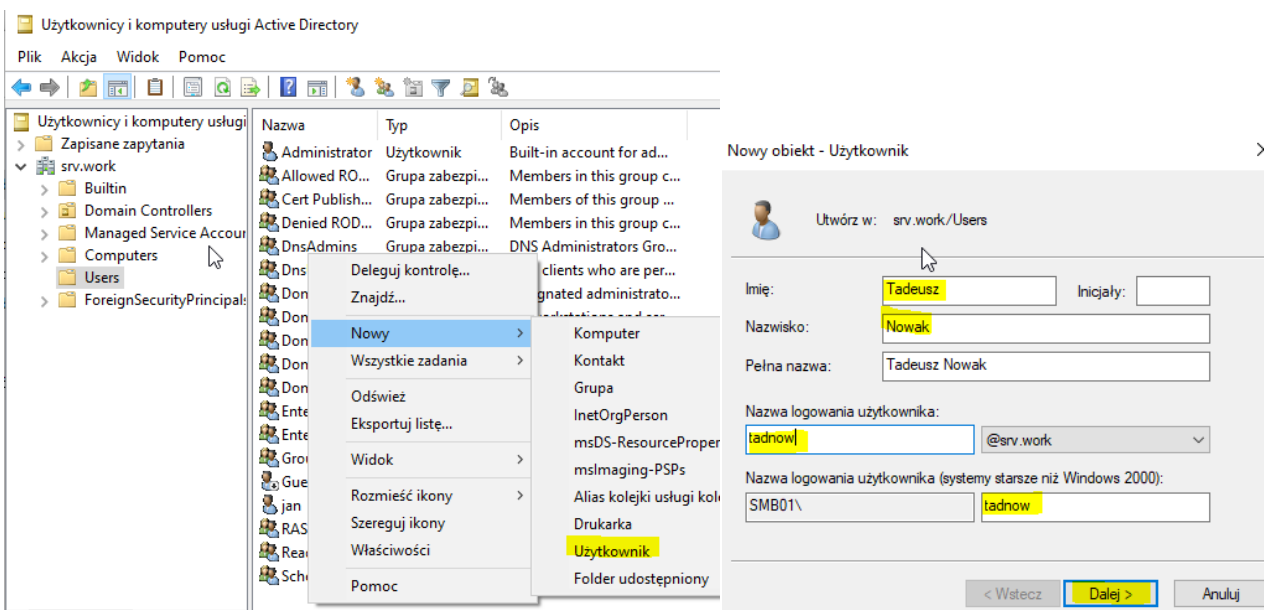 Użytkownicy i komputery usługi Active Directory
Plik Akcja Widok Pomoc
Użytkownicy i komputery usługi
Zapisane zapytania
srv.work
Builtin
Domain Controllers
Managed Service Accour
Computers
Users
ForeignSecurityPrincipal:
Nazwa Typ Opis
Administrator Użytkownik Built-in account for ad...
Allowed RO... Grupa zabezpi... Members in this group c...
Cert Publish... Grupa zabezpi... Members of this group ...
Denied ROD... Grupa zabezpi... Members in this group c...
DnsAdmins Grupa zabezpi... DNS Administrators Gro...
Dns clients who are per...
Don gnated administrato...
Don
Don
Don
Don
Ente
Ente
Grou
Gue
jan
RAS
Rea
Sch
Deleguj kontrolę...
Znajdź...
Nowy
Wszystkie zadania
Odśwież
Eksportuj listę...
Widok
Rozmieść ikony
Szereguj ikony
Właściwości
Pomoc
Komputer
Kontakt
Grupa
InetOrgPerson
msDS-ResourceProper
msImaging-PSPs
Alias kolejki usługi kol
Drukarka
Użytkownik
Folder udostępniony
Nowy obiekt - Użytkownik
Utwórz w: srv.work/Users
Imię: Tadeusz Inicjały:
Nazwisko: Nowak
Pełna nazwa: Tadeusz Nowak
Nazwa logowania użytkownika:
tadnow @srv.work
Nazwa logowania użytkownika (systemy starsze niż Windows 2000):
SMB01\ tadnow
< Wstecz Dalej > Anuluj